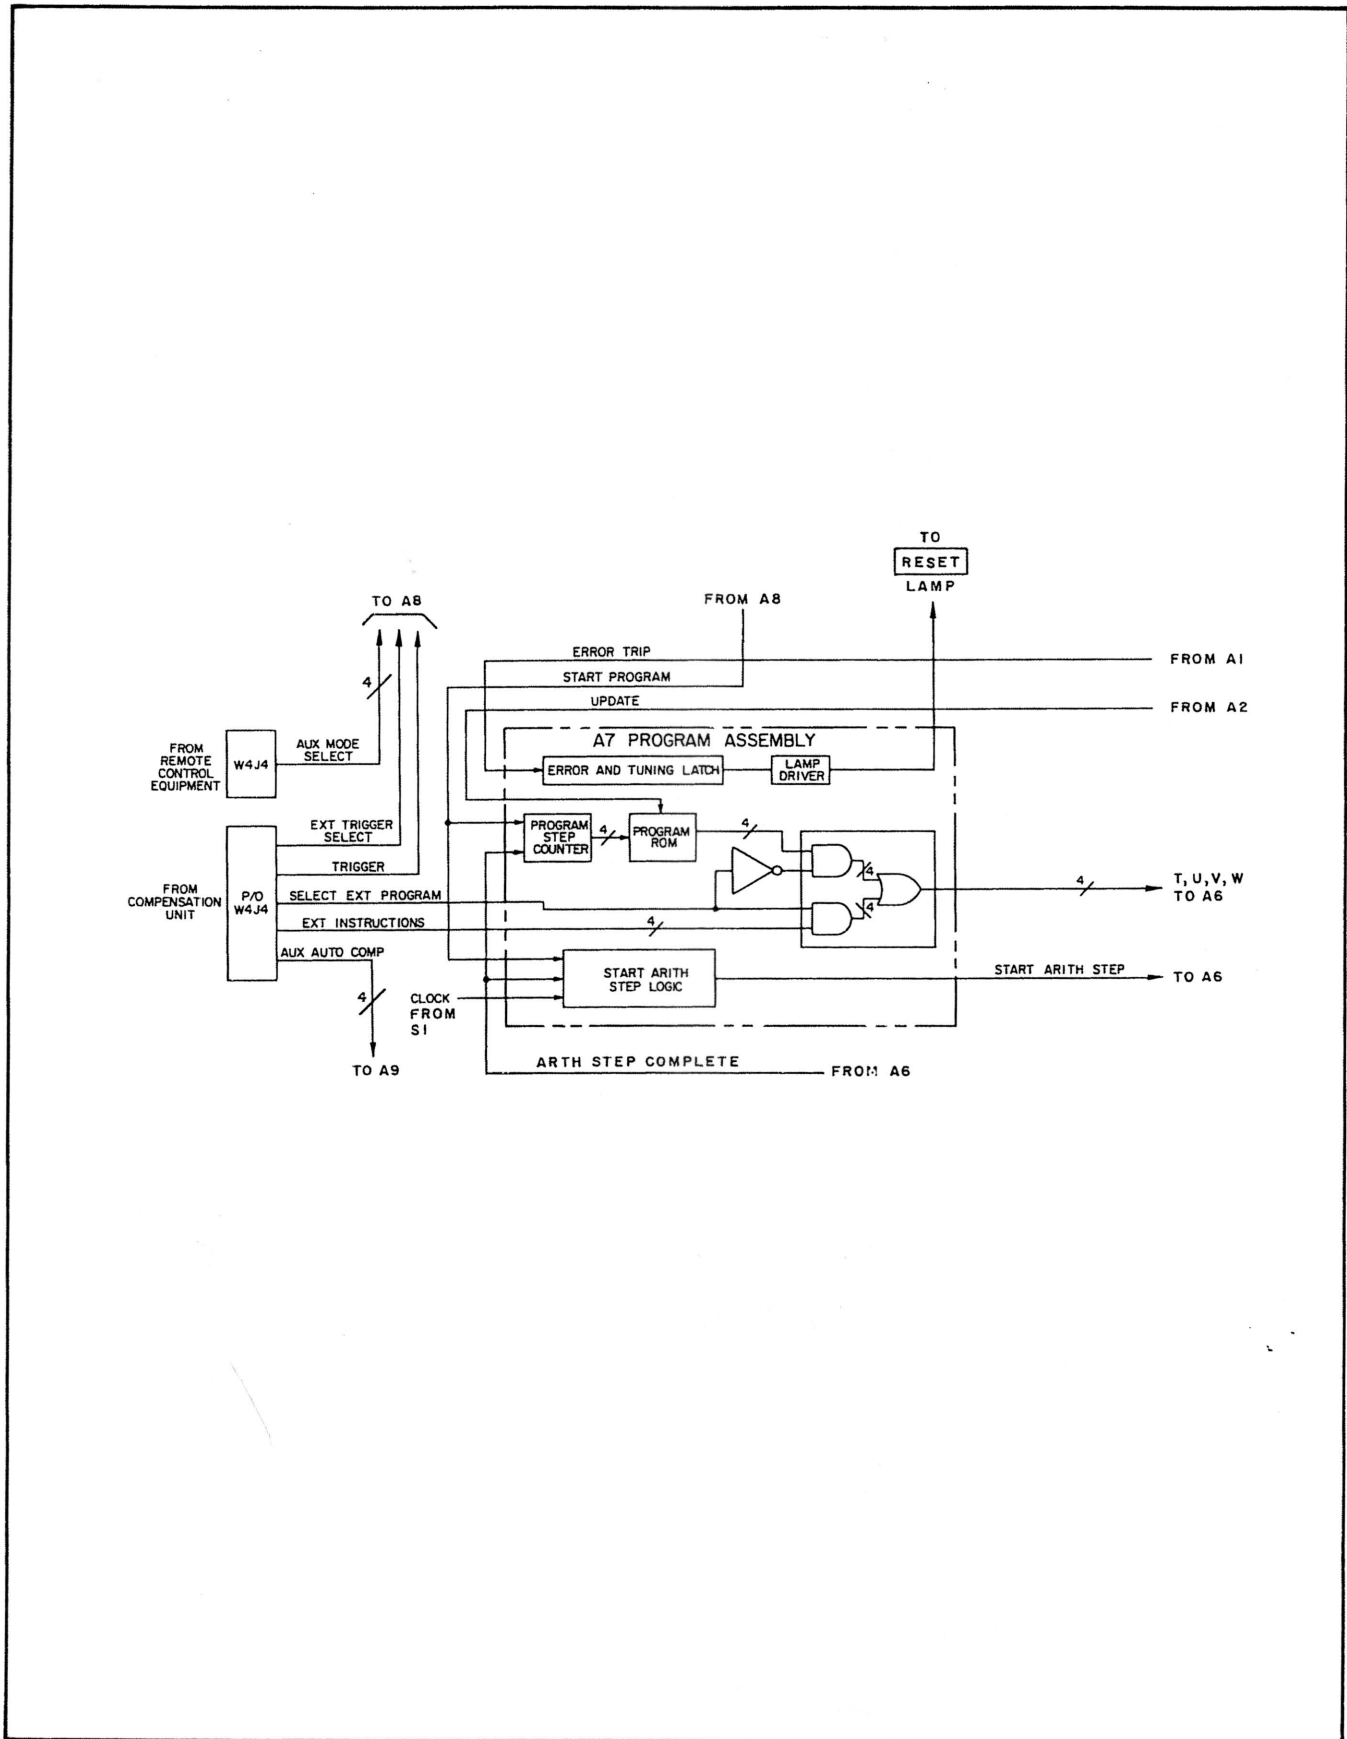 TO
RESET
LAMP
TO A8
FROM A8
ERROR TRIP
FROM A1
START PROGRAM
UPDATE
FROM A2
4
A7 PROGRAM ASSEMBLY
FROM
REMOTE
CONTROL
EQUIPMENT
W4J4
AUX MODE
SELECT
ERROR AND TUNING LATCH
LAMP
DRIVER
EXT TRIGGER
SELECT
PROGRAM
STEP
COUNTER
4
PROGRAM
ROM
4
TRIGGER
4
FROM
COMPENSATION
UNIT
P/O
W4J4
SELECT EXT PROGRAM
4
T, U, V, W
TO A6
EXT INSTRUCTIONS
4
4
AUX AUTO COMP
START ARITH
STEP LOGIC
START ARITH STEP
TO A6
4
CLOCK
FROM
S1
ARTH STEP COMPLETE
FROM A6
TO A9